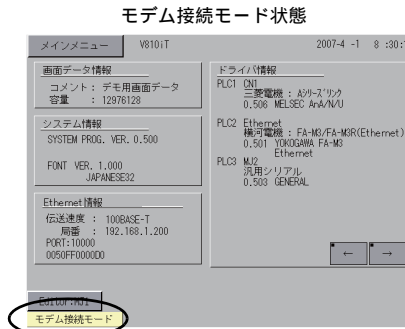 モデム接続モード状態
メインメニュー V810iT 2007-4 -1 8 :30:
画面データ情報
コメント: デモ用画面データ
容量 : 12976128
システム情報
SYSTEM PROG. VER. 0.500
FONT VER. 1.000
JAPANESE32
Ethernet情報
伝送速度 : 100BASE-T
局番 : 192.168.1.200
PORT:10000
0050FF0000D0
ドライバ情報
PLC1 CN1
三菱電機 : Aシリーズリンク
0.506 MELSEC AnA/N/U
PLC2 Ethernet
横河電機 : FA-M3/FA-M3R(Ethernet)
0.501 YOKOGAWA FA-M3
Ethernet
PLC3 MJ2
汎用シリアル
0.503 GENERAL
← →
Editor:MJ1
モデム接続モード